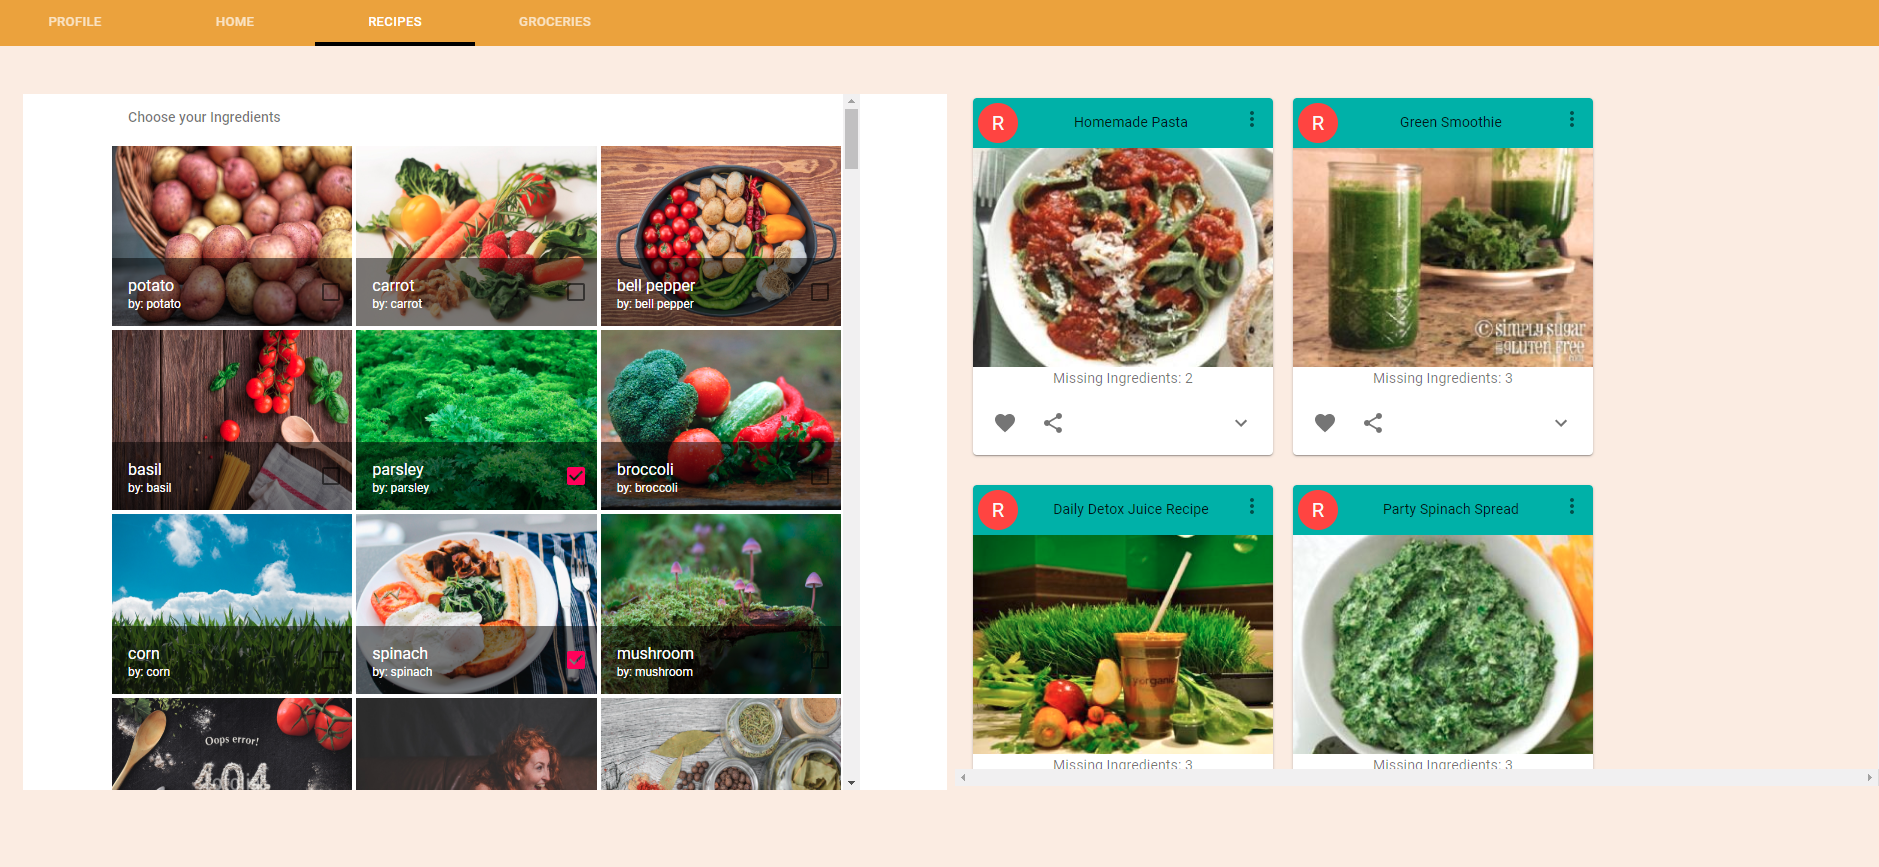 PROFILE
HOME
RECIPES
GROCERIES
Choose your Ingredients
potato
by: potato
carrot
by: carrot
bell pepper
by: bell pepper
basil
by: basil
parsley
by: parsley
broccoli
by: broccoli
corn
by: corn
spinach
by: spinach
mushroom
by: mushroom
Oops error!
404
R
Homemade Pasta
Missing Ingredients: 2
R
Green Smoothie
© simply sugar
gluten free
Missing Ingredients: 3
R
Daily Detox Juice Recipe
Missing Ingredients: 3
R
Party Spinach Spread
Missing Ingredients: 3